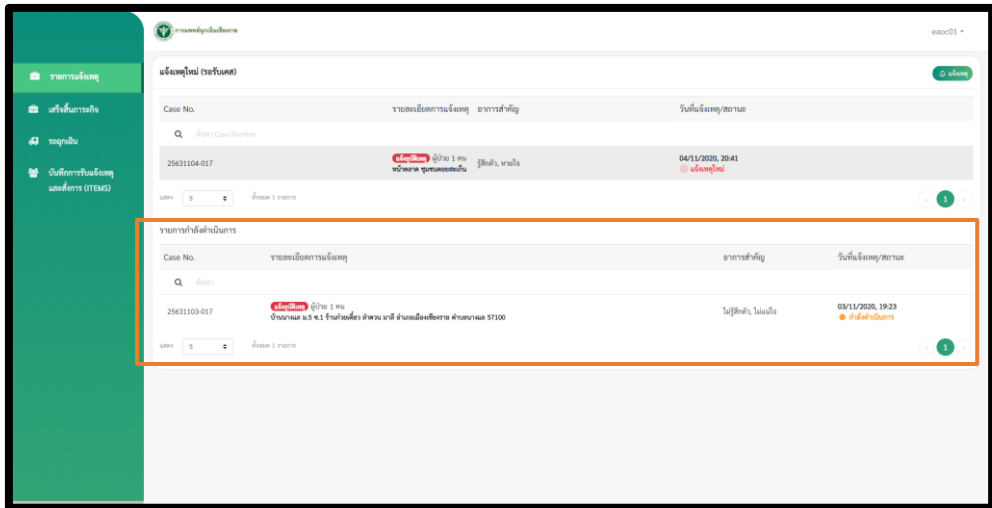 การแพทย์ฉุกเฉินเชียงราย
eaoc01
รายการแจ้งเหตุ
เสร็จสิ้นภารกิจ
รถฉุกเฉิน
บันทึกการรับแจ้งเหตุ
และสั่งการ (ITEMS)
แจ้งเหตุใหม่ (รอรับเคส)
แจ้งเหตุ
Case No. รายละเอียดการแจ้งเหตุ อาการสำคัญ วันที่แจ้งเหตุ/สถานะ
ค้นหา Case Number
25631104-017 แจ้งอุบัติเหตุ ผู้ป่วย 1 คน รู้สึกตัว, หายใจ 04/11/2020, 20:41
หน้าตลาด ชุมชนดอยสะเก็น แจ้งเหตุใหม่
แสดง 5 ทั้งหมด 1 รายการ 1
รายการกำลังดำเนินการ
Case No. รายละเอียดการแจ้งเหตุ อาการสำคัญ วันที่แจ้งเหตุ/สถานะ
ค้นหา
25631103-017 แจ้งอุบัติเหตุ ผู้ป่วย 1 คน ไม่รู้สึกตัว, ไม่แน่ใจ 03/11/2020, 19:23
บ้านนางแล ม.5 ซ.1 ร้านก๋วยเตี๋ยว ลำดวน มาลี อำเภอเมืองเชียงราย ตำบลนางแล 57100 กำลังดำเนินการ
แสดง 5 ทั้งหมด 1 รายการ 1